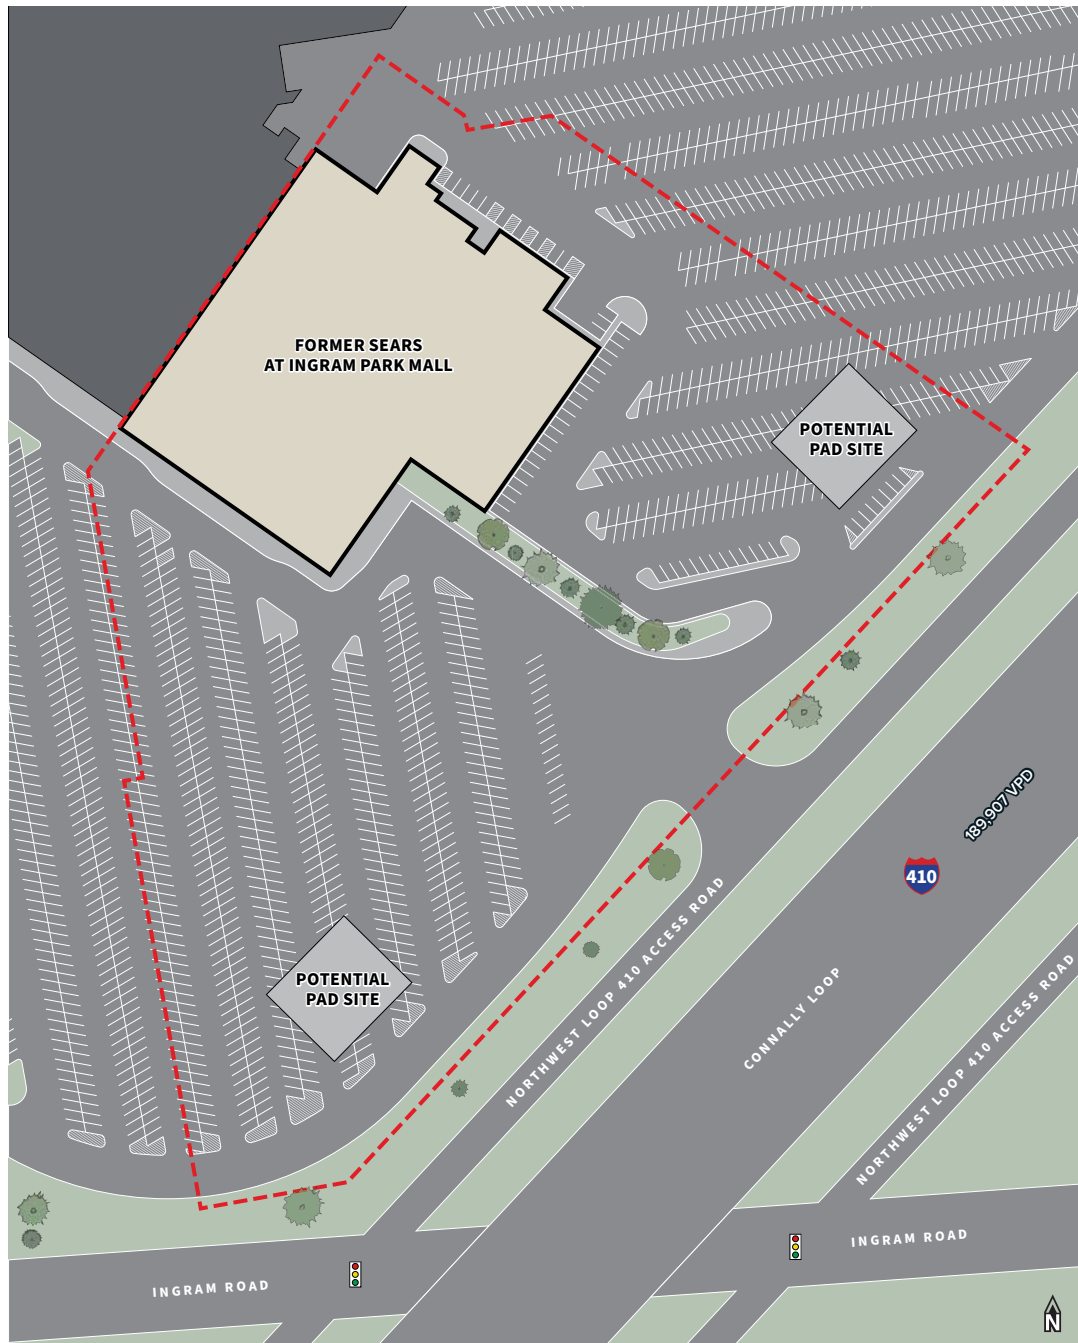 FORMER SEARS
AT INGRAM PARK MALL
POTENTIAL
PAD SITE
189,907 VPD
410
NORTHWEST LOOP 410 ACCESS ROAD
CONNALLY LOOP
NORTHWEST LOOP 410 ACCESS ROAD
POTENTIAL
PAD SITE
INGRAM ROAD
INGRAM ROAD
N